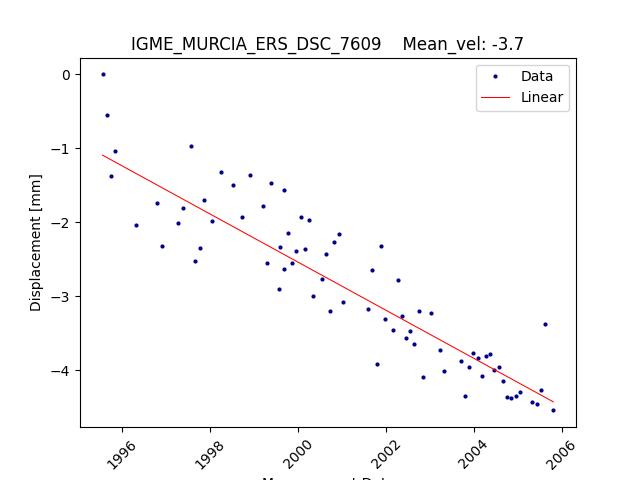 IGME_MURCIA_ERS_DSC_7609    Mean_vel: -3.7
Data
Linear
0
−1
−2
−3
−4
Displacement [mm]
1996
1998
2000
2002
2004
2006